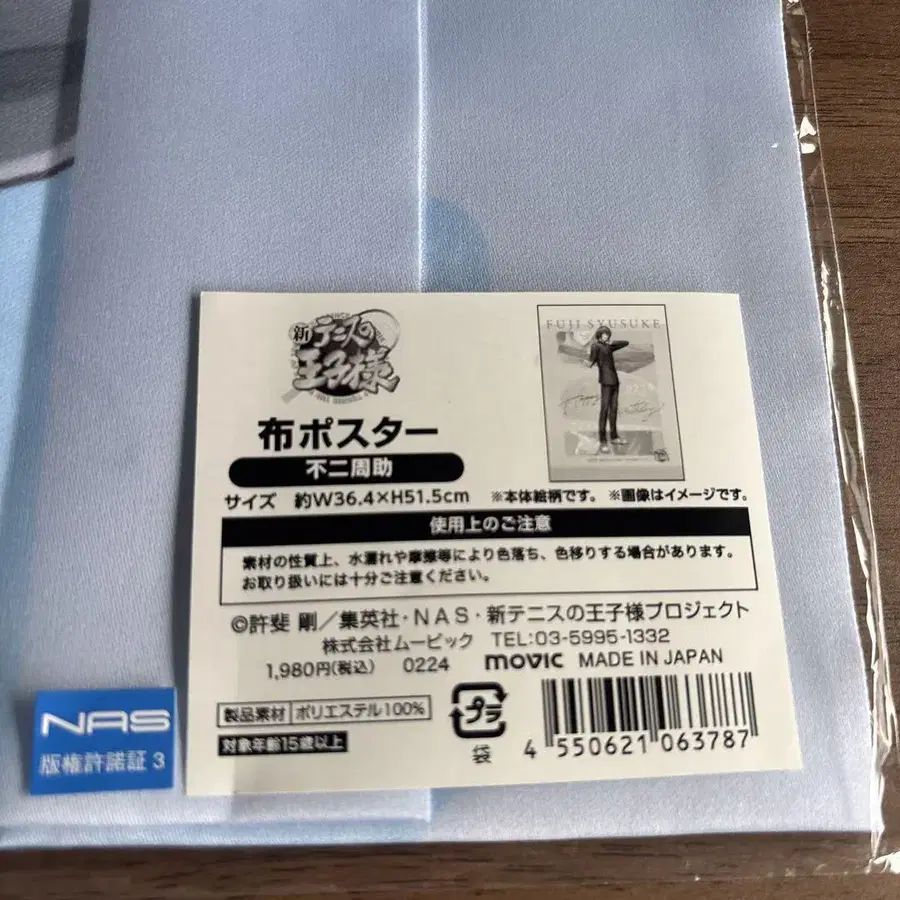 新テニスの
王子様
FUJI SYUSUKE
布ポスター
不二周助
サイズ 約W36.4×H51.5cm ※本体絵柄です。 ※画像はイメージです。
使用上のご注意
素材の性質上、水濡れや摩擦等により色落ち、色移りする場合があります。
お取り扱いには十分ご注意ください。
©許斐 剛／集英社・NAS・新テニスの王子様プロジェクト
株式会社ムービック TEL:03-5995-1332
1,980円(税込) 0224 movic MADE IN JAPAN
製品素材 ポリエステル100%
対象年齢15歳以上
プラ
袋
4 550621 063787
NAS
版権許諾証 3